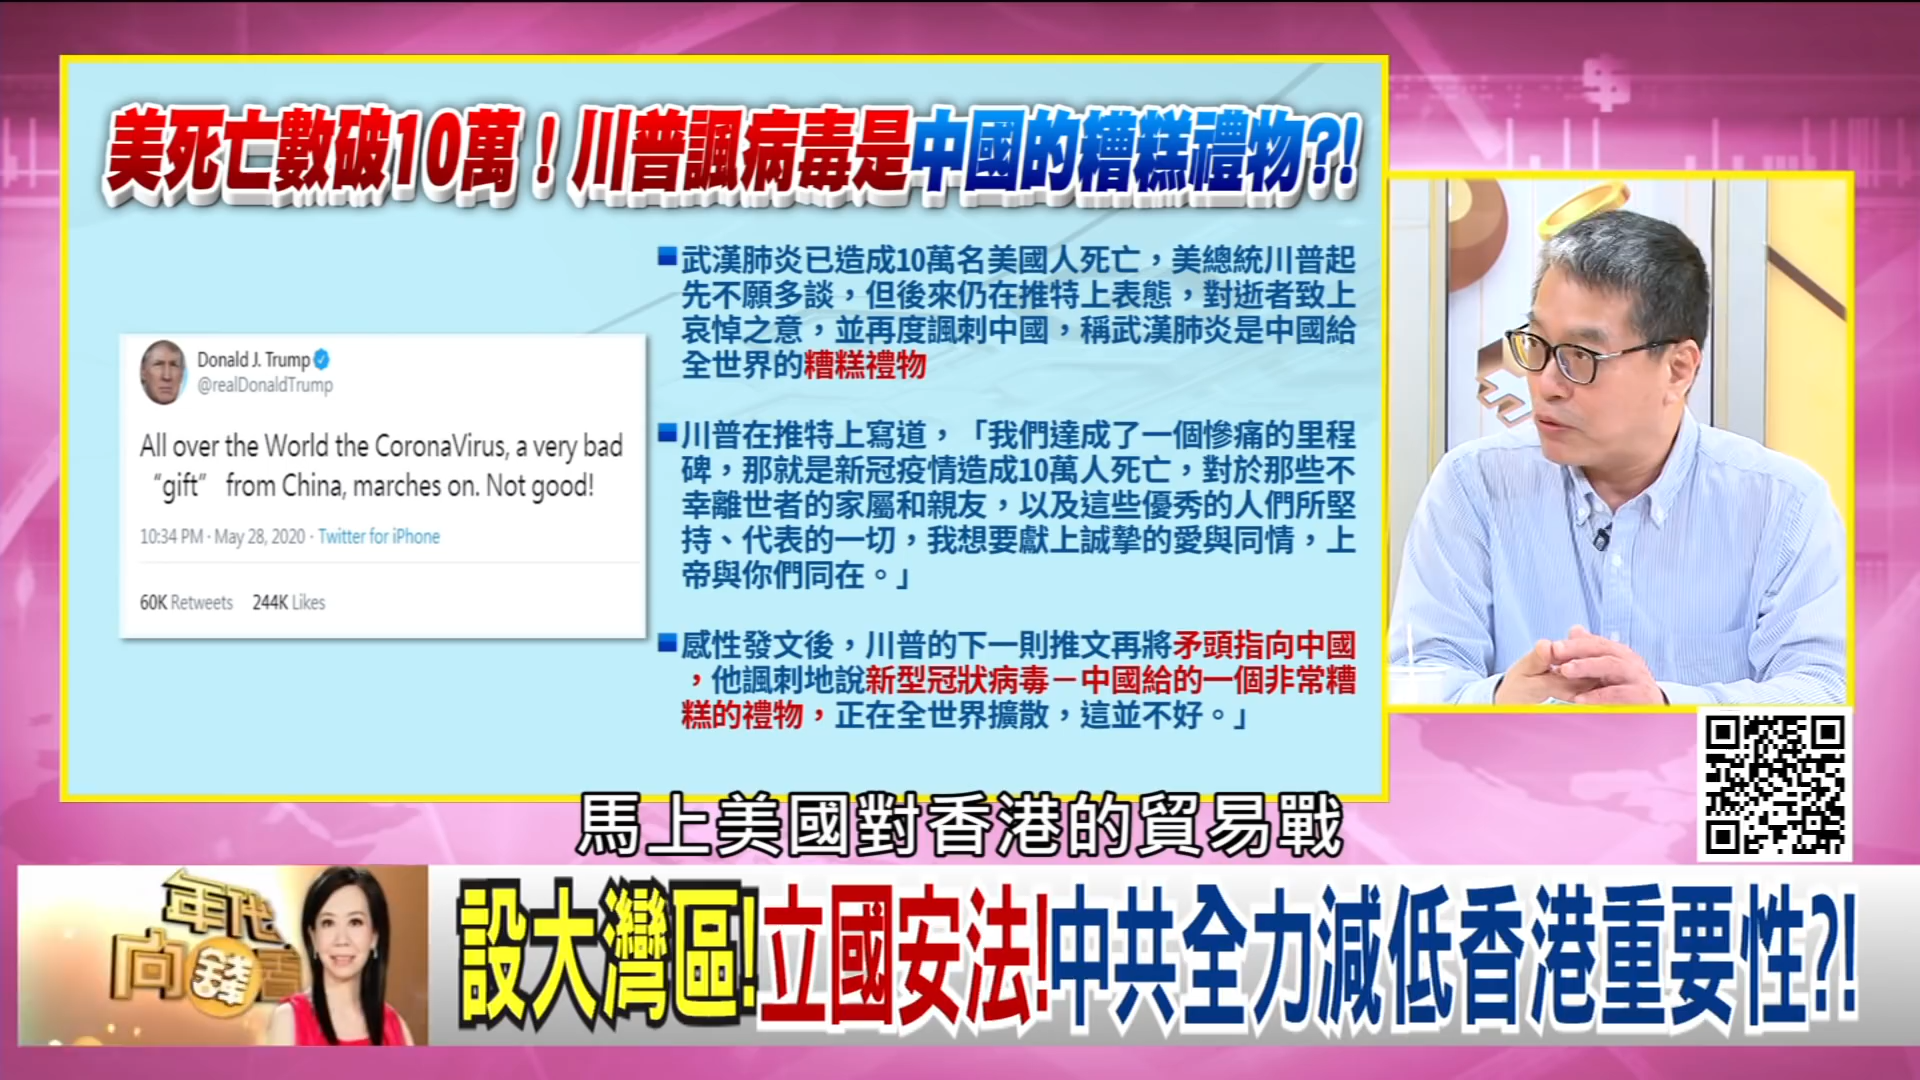 美死亡數破10萬！川普諷病毒是中國的糟糕禮物?!
武漢肺炎已造成10萬名美國人死亡，美總統川普起
先不願多談，但後來仍在推特上表態，對逝者致上
哀悼之意，並再度諷刺中國，稱武漢肺炎是中國給
全世界的糟糕禮物
川普在推特上寫道，「我們達成了一個慘痛的里程
碑，那就是新冠疫情造成10萬人死亡，對於那些不
幸離世者的家屬和親友，以及這些優秀的人們所堅
持、代表的一切，我想要獻上誠摯的愛與同情，上
帝與你們同在。」
感性發文後，川普的下一則推文再將矛頭指向中國
，他諷刺地說新型冠狀病毒－中國給的一個非常糟
糕的禮物，正在全世界擴散，這並不好。」
Donald J. Trump
@realDonaldTrump
All over the World the CoronaVirus, a very bad
“gift” from China, marches on. Not good!
10:34 PM · May 28, 2020 · Twitter for iPhone
60K Retweets 244K Likes
馬上美國對香港的貿易戰
年代
向錢看
設大灣區!立國安法!中共全力減低香港重要性?!